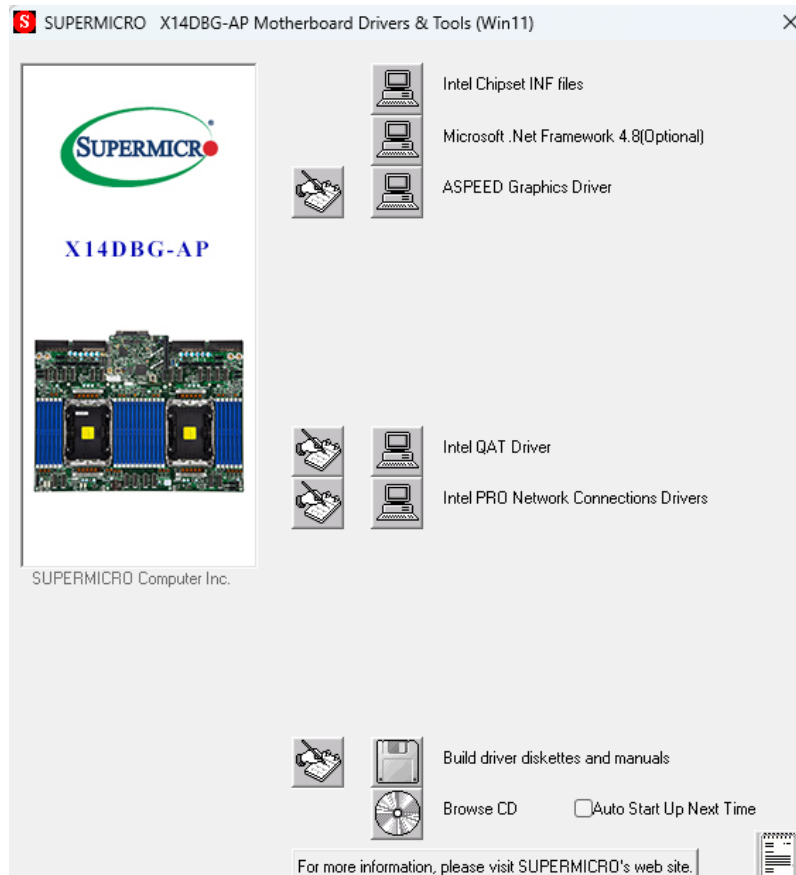 S SUPERMICRO X14DBG-AP Motherboard Drivers & Tools (Win11)
SUPERMICR
X14DBG-AP
SUPERMICRO Computer Inc.
Intel Chipset INF files
Microsoft .Net Framework 4.8(Optional)
ASPEED Graphics Driver
Intel QAT Driver
Intel PRO Network Connections Drivers
Build driver diskettes and manuals
Browse CD
Auto Start Up Next Time
For more information, please visit SUPERMICRO's web site.